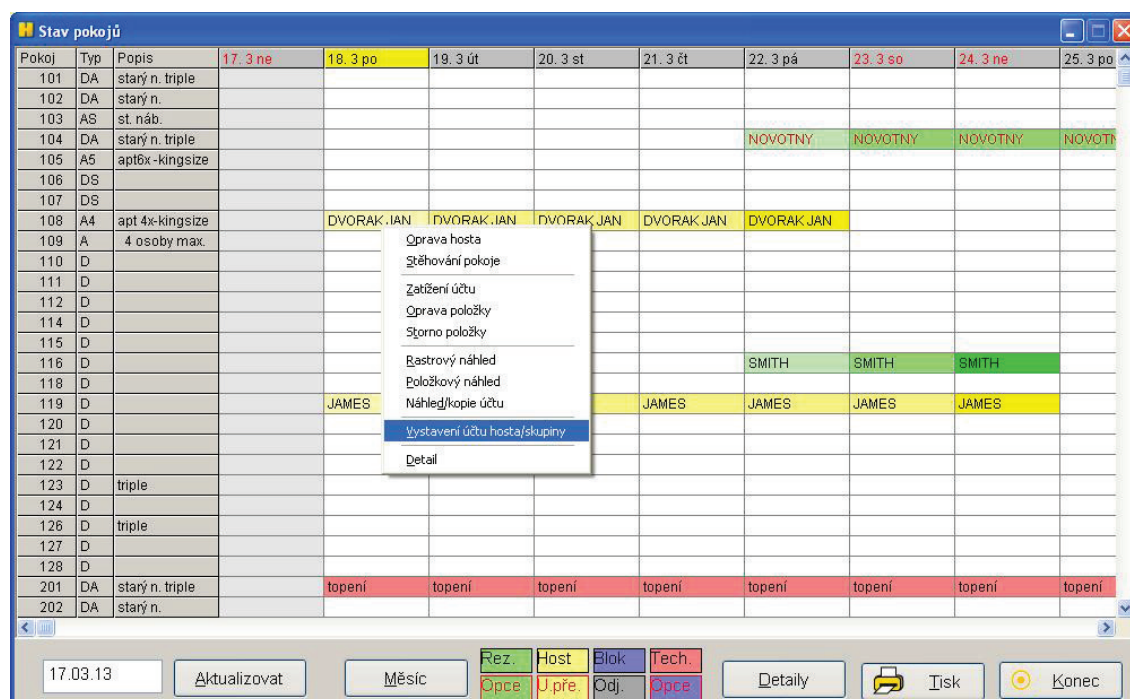 Stav pokojů
Pokoj Typ Popis 17. 3 ne 18. 3 po 19. 3 út 20. 3 st 21. 3 čt 22. 3 pá 23. 3 so 24. 3 ne 25. 3 po
101 DA starý n. triple
102 DA starý n.
103 AS st. náb.
104 DA starý n. triple NOVOTNY NOVOTNY NOVOTNY NOVOTN
105 A5 apt6x-kingsize
106 DS
107 DS
108 A4 apt 4x-kingsize DVORAK JAN DVORAK JAN DVORAK JAN DVORAK JAN DVORAK JAN
109 A 4 osoby max.
110 D
111 D
112 D
114 D
115 D
116 D SMITH SMITH SMITH
118 D
119 D JAMES JAMES JAMES JAMES JAMES
120 D
121 D
122 D
123 D triple
124 D
126 D triple
127 D
128 D
201 DA starý n. triple topení topení topení topení topení topení topení topení
202 DA starý n.
Oprava hosta
Stěhování pokoje
Zatížení účtu
Oprava položky
Storno položky
Rastrový náhled
Položkový náhled
Náhled/kopie účtu
Vystavení účtu hosta/skupiny
Detail
17.03.13 Aktualizovat Měsíc
Rez. Host Blok Tech.
Opce U.pře. Odj. Opce
Detaily Tisk Konec